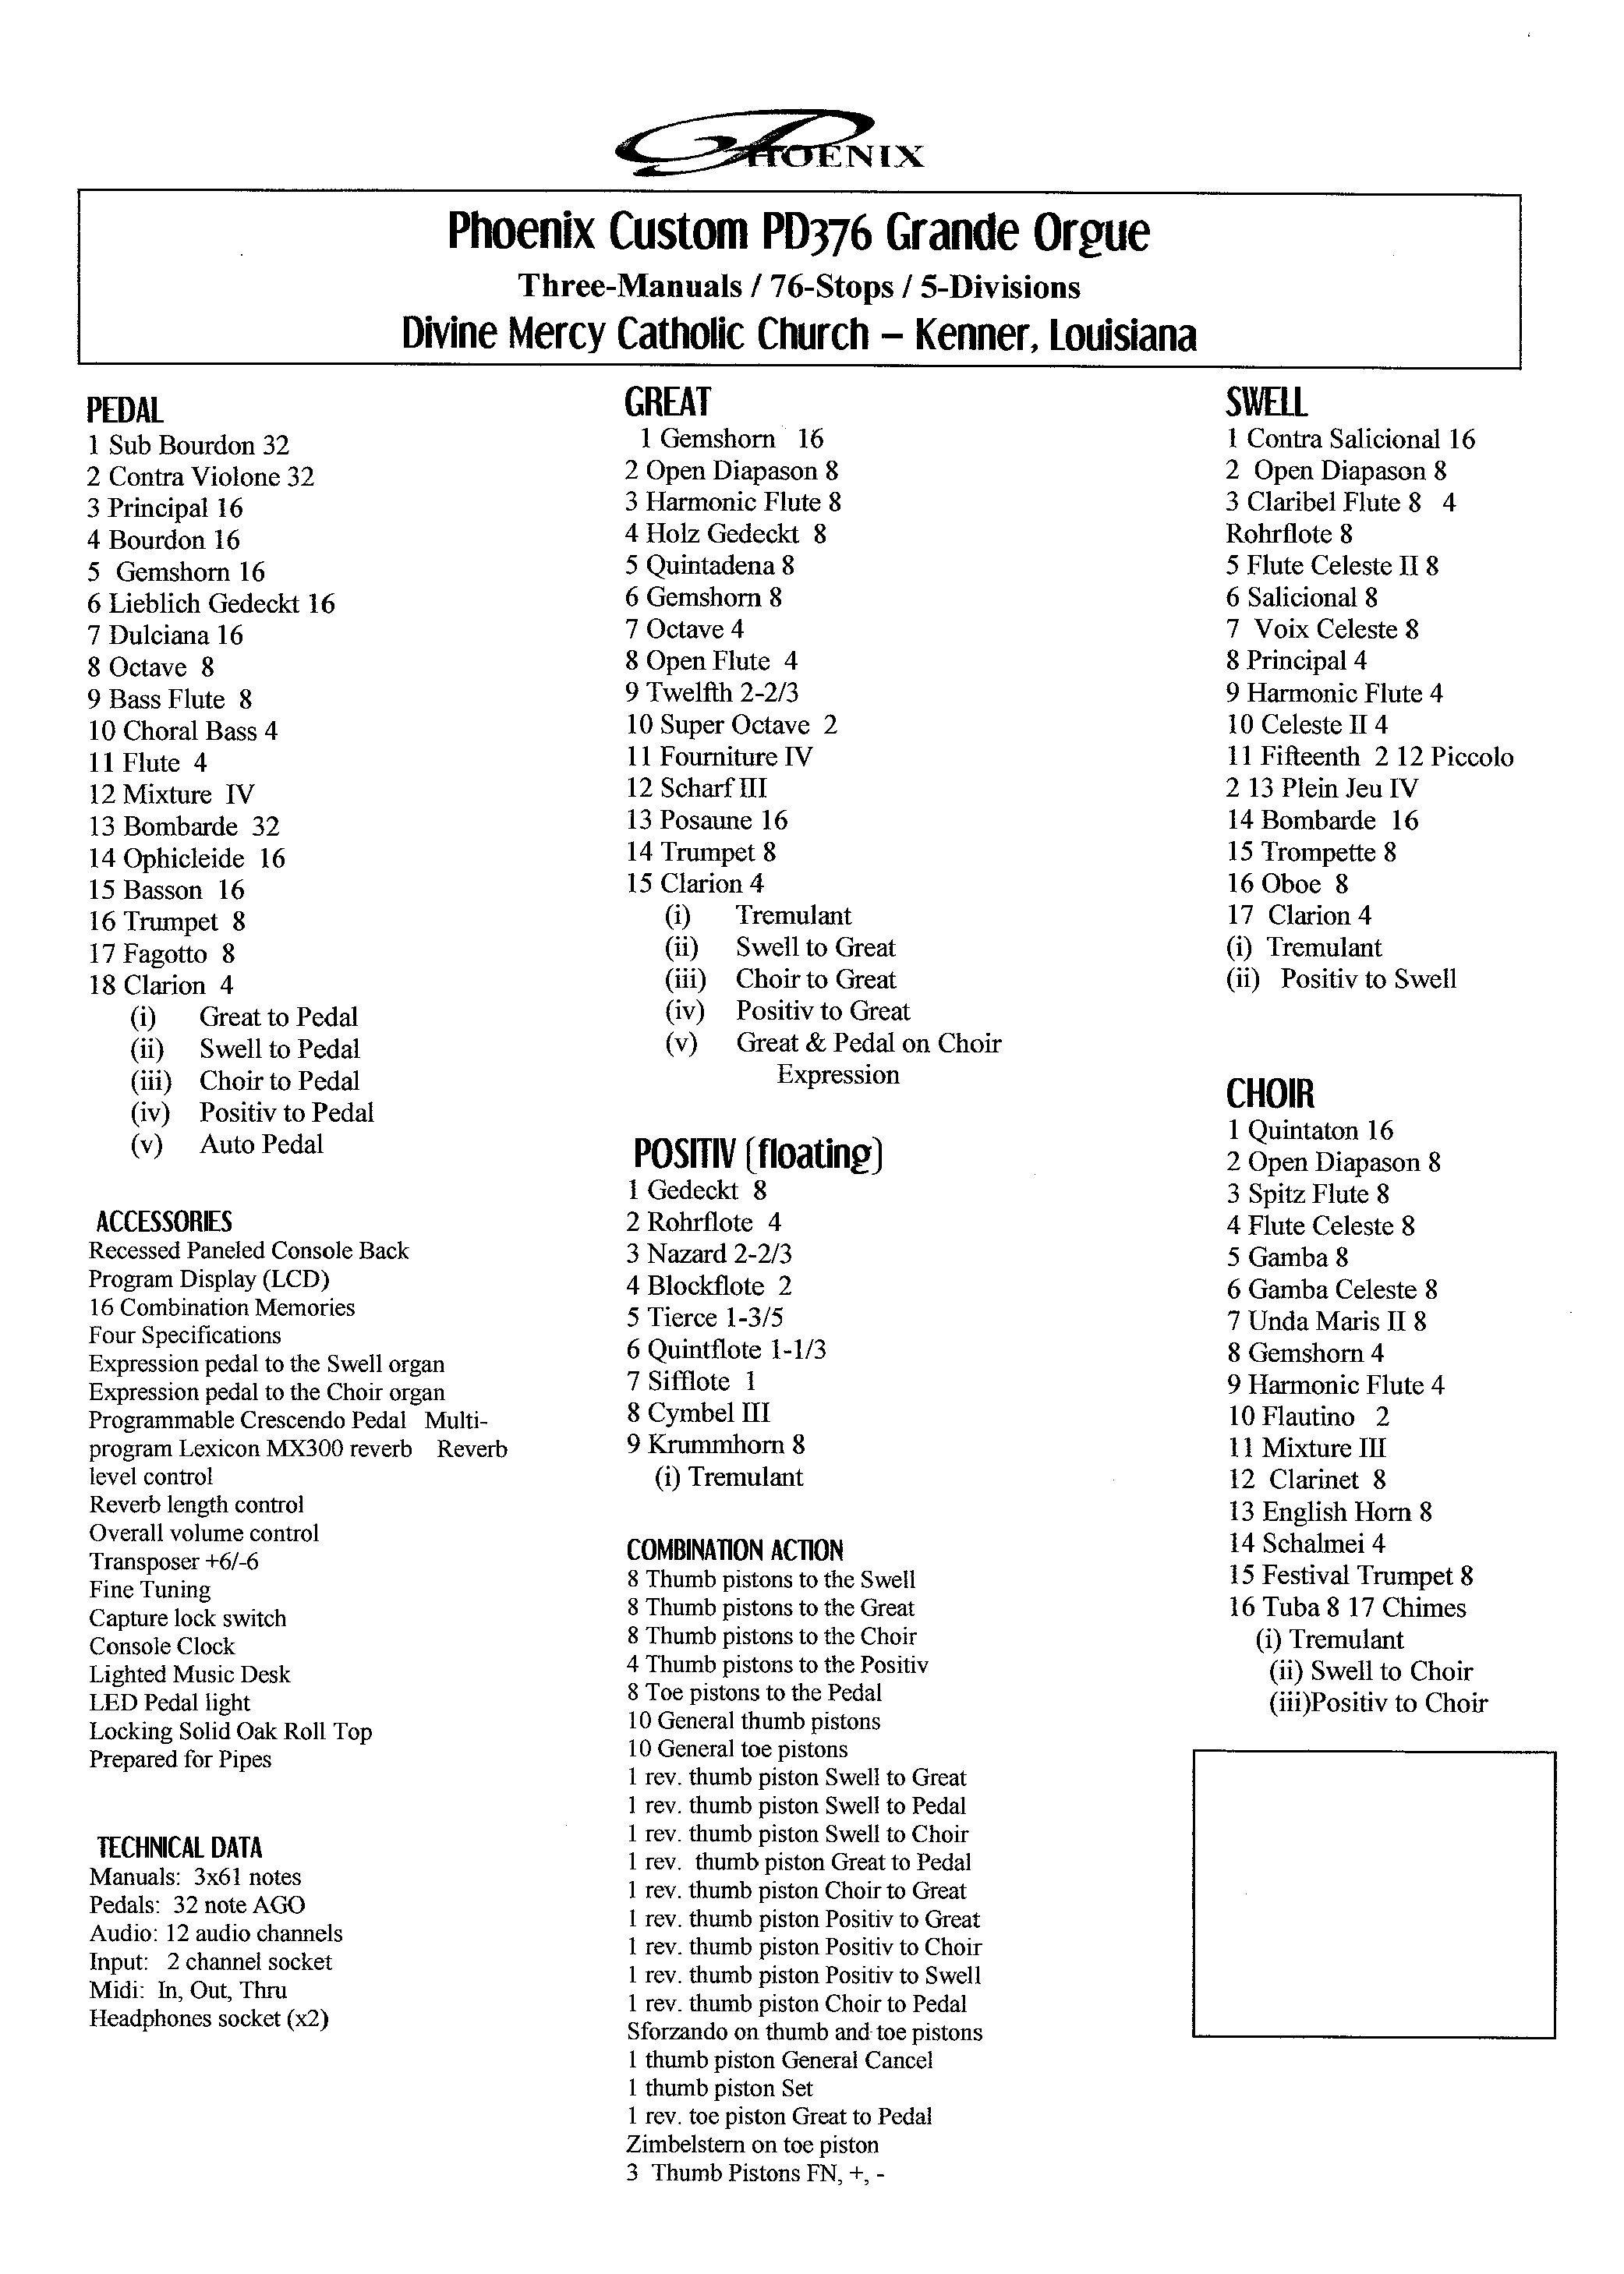 PHOENIX
Phoenix Custom PD376 Grande Orgue
Three-Manuals / 76-Stops / 5-Divisions
Divine Mercy Catholic Church – Kenner, Louisiana
PEDAL
1 Sub Bourdon 32
2 Contra Violone 32
3 Principal 16
4 Bourdon 16
5 Gemshorn 16
6 Lieblich Gedeckt 16
7 Dulciana 16
8 Octave 8
9 Bass Flute 8
10 Choral Bass 4
11 Flute 4
12 Mixture IV
13 Bombarde 32
14 Ophicleide 16
15 Basson 16
16 Trumpet 8
17 Fagotto 8
18 Clarion 4
(i) Great to Pedal
(ii) Swell to Pedal
(iii) Choir to Pedal
(iv) Positiv to Pedal
(v) Auto Pedal
ACCESSORIES
Recessed Paneled Console Back
Program Display (LCD)
16 Combination Memories
Four Specifications
Expression pedal to the Swell organ
Expression pedal to the Choir organ
Programmable Crescendo Pedal Multi-
program Lexicon MX300 reverb Reverb
level control
Reverb length control
Overall volume control
Transposer +6/-6
Fine Tuning
Capture lock switch
Console Clock
Lighted Music Desk
LED Pedal light
Locking Solid Oak Roll Top
Prepared for Pipes
TECHNICAL DATA
Manuals: 3x61 notes
Pedals: 32 note AGO
Audio: 12 audio channels
Input: 2 channel socket
Midi: In, Out, Thru
Headphones socket (x2)
GREAT
1 Gemshorn 16
2 Open Diapason 8
3 Harmonic Flute 8
4 Holz Gedeckt 8
5 Quintadena 8
6 Gemshorn 8
7 Octave 4
8 Open Flute 4
9 Twelfth 2-2/3
10 Super Octave 2
11 Fourniture IV
12 Scharf III
13 Posaune 16
14 Trumpet 8
15 Clarion 4
(i) Tremulant
(ii) Swell to Great
(iii) Choir to Great
(iv) Positiv to Great
(v) Great & Pedal on Choir
Expression
POSITIV (floating)
1 Gedeckt 8
2 Rohrflote 4
3 Nazard 2-2/3
4 Blockflote 2
5 Tierce 1-3/5
6 Quintflote 1-1/3
7 Sifflote 1
8 Cymbel III
9 Krummhorn 8
(i) Tremulant
COMBINATION ACTION
8 Thumb pistons to the Swell
8 Thumb pistons to the Great
8 Thumb pistons to the Choir
4 Thumb pistons to the Positiv
8 Toe pistons to the Pedal
10 General thumb pistons
10 General toe pistons
1 rev. thumb piston Swell to Great
1 rev. thumb piston Swell to Pedal
1 rev. thumb piston Swell to Choir
1 rev. thumb piston Great to Pedal
1 rev. thumb piston Choir to Great
1 rev. thumb piston Positiv to Great
1 rev. thumb piston Positiv to Choir
1 rev. thumb piston Positiv to Swell
1 rev. thumb piston Choir to Pedal
Sforzando on thumb and toe pistons
1 thumb piston General Cancel
1 thumb piston Set
1 rev. toe piston Great to Pedal
Zimbelstern on toe piston
3 Thumb Pistons FN, +, -
SWELL
1 Contra Salicional 16
2 Open Diapason 8
3 Claribel Flute 8 4
Rohrflote 8
5 Flute Celeste II 8
6 Salicional 8
7 Voix Celeste 8
8 Principal 4
9 Harmonic Flute 4
10 Celeste II 4
11 Fifteenth 2 12 Piccolo
2 13 Plein Jeu IV
14 Bombarde 16
15 Trompette 8
16 Oboe 8
17 Clarion 4
(i) Tremulant
(ii) Positiv to Swell
CHOIR
1 Quintaton 16
2 Open Diapason 8
3 Spitz Flute 8
4 Flute Celeste 8
5 Gamba 8
6 Gamba Celeste 8
7 Unda Maris II 8
8 Gemshorn 4
9 Harmonic Flute 4
10 Flautino 2
11 Mixture III
12 Clarinet 8
13 English Horn 8
14 Schalmei 4
15 Festival Trumpet 8
16 Tuba 8 17 Chimes
(i) Tremulant
(ii) Swell to Choir
(iii)Positiv to Choir